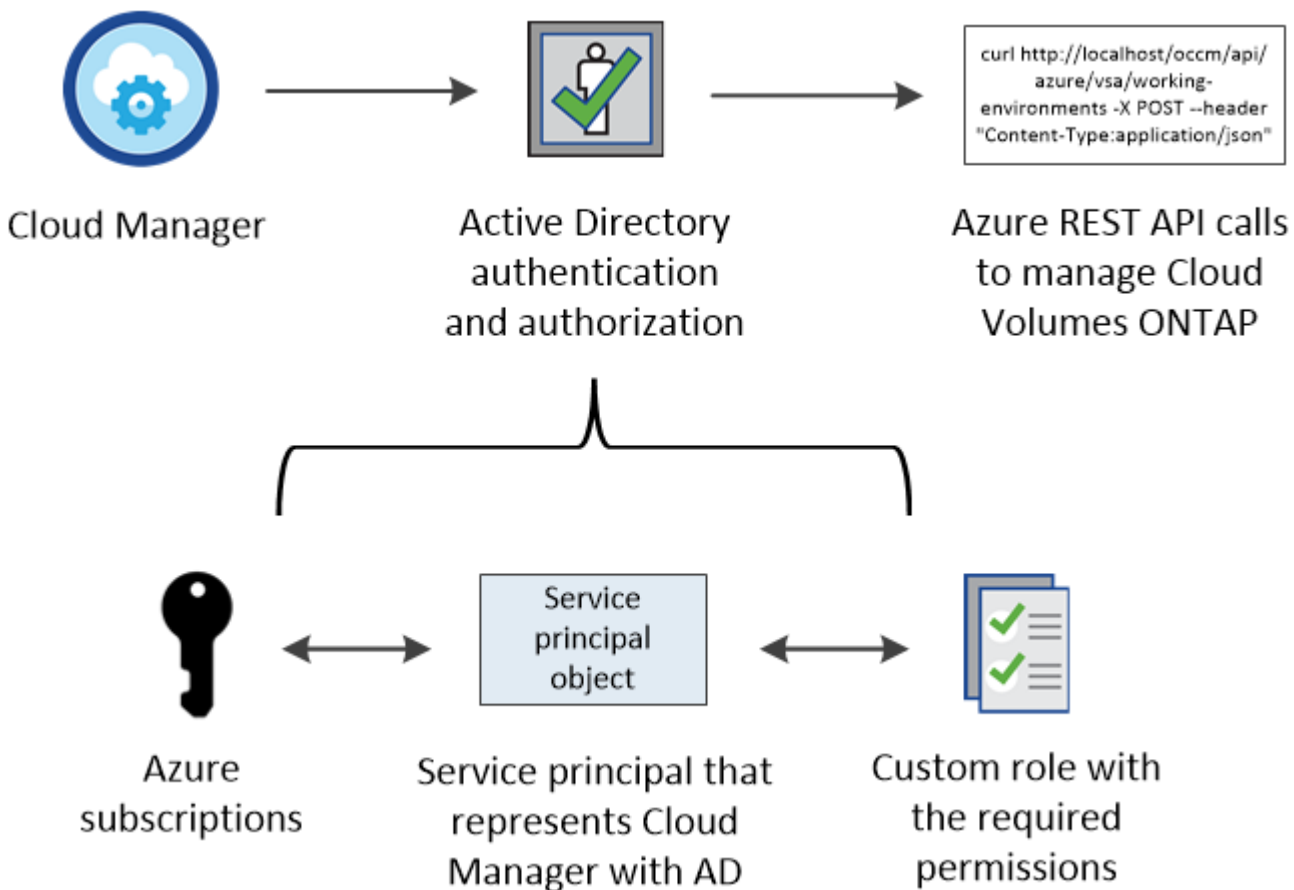 curl http://localhost/occm/api/
azure/vsa/working-
environments -X POST --header
"Content-Type:application/json"
Cloud Manager
Active Directory
authentication
and authorization
Azure REST API calls
to manage Cloud
Volumes ONTAP
Service
principal
object
Azure
subscriptions
Service principal that
represents Cloud
Manager with AD
Custom role with
the required
permissions